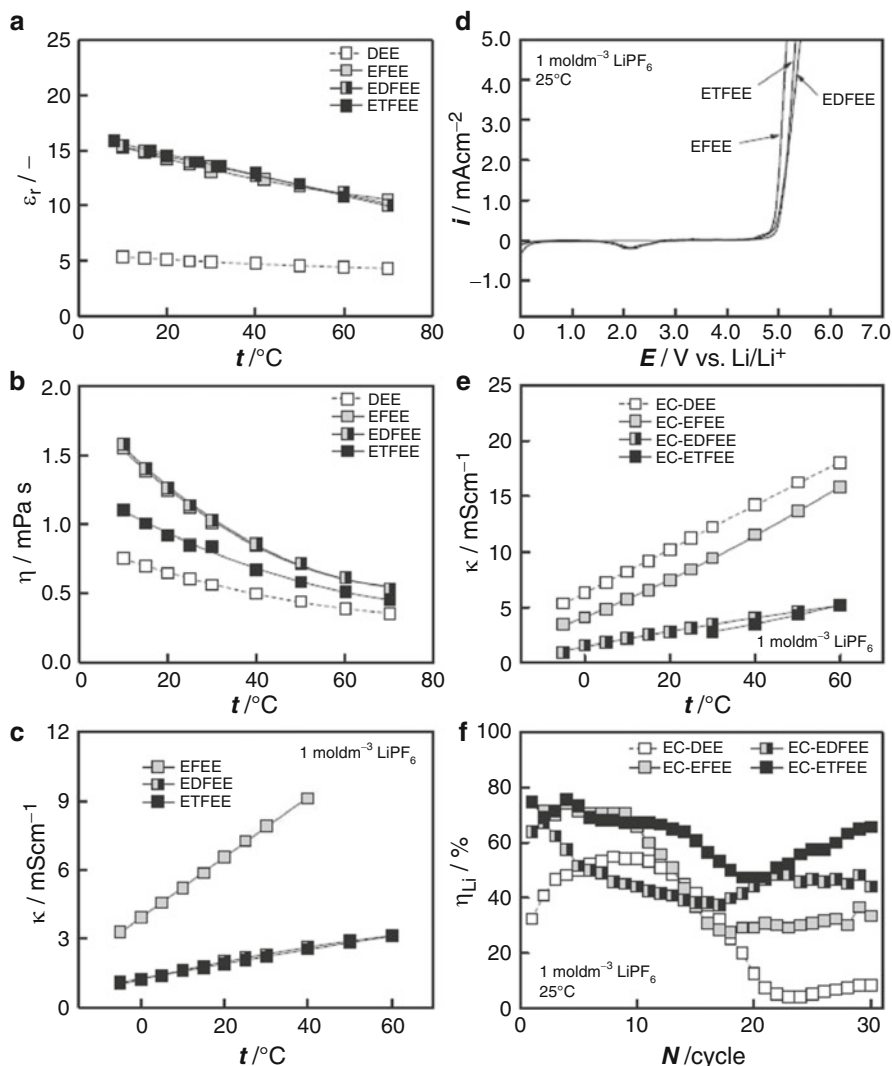 a
25
20
15
10
5
0
εr / –
DEE
EFEE
EDFEE
ETFEE
0 20 40 60 80
t /°C
d
5.0
4.0
3.0
2.0
1.0
0
−1.0
i / mAcm⁻²
1 moldm⁻³ LiPF₆
25°C
ETFEE
EDFEE
EFEE
0 1.0 2.0 3.0 4.0 5.0 6.0 7.0
E / V vs. Li/Li⁺
b
2.0
1.5
1.0
0.5
0.0
η / mPa s
DEE
EFEE
EDFEE
ETFEE
0 20 40 60 80
t /°C
e
25
20
15
10
5
0
κ / mScm⁻¹
EC-DEE
EC-EFEE
EC-EDFEE
EC-ETFEE
1 moldm⁻³ LiPF₆
0 20 40 60
t /°C
c
12
9
6
3
0
κ / mScm⁻¹
1 moldm⁻³ LiPF₆
EFEE
EDFEE
ETFEE
0 20 40 60
t /°C
f
100
80
60
40
20
0
ηLi / %
EC-DEE EC-EDFEE
EC-EFEE EC-ETFEE
1 moldm⁻³ LiPF₆
25°C
0 10 20 30
N /cycle